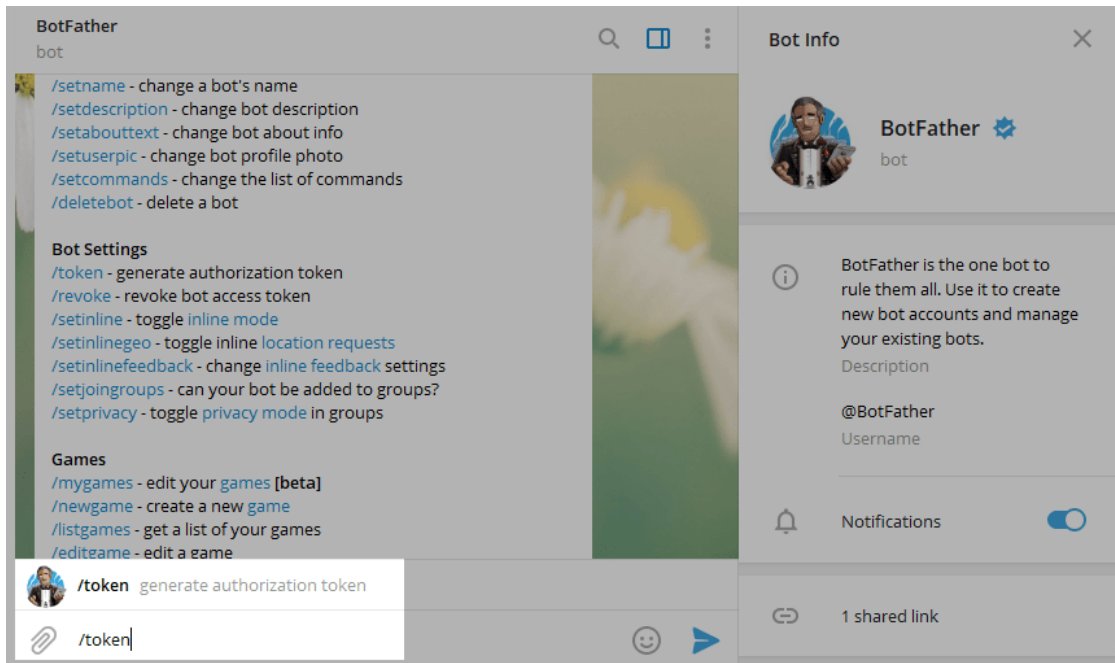 BotFather
bot
/setname - change a bot's name
/setdescription - change bot description
/setabouttext - change bot about info
/setuserpic - change bot profile photo
/setcommands - change the list of commands
/deletebot - delete a bot
Bot Settings
/token - generate authorization token
/revoke - revoke bot access token
/setinline - toggle inline mode
/setinlinegeo - toggle inline location requests
/setinlinefeedback - change inline feedback settings
/setjoingroups - can your bot be added to groups?
/setprivacy - toggle privacy mode in groups
Games
/mygames - edit your games [beta]
/newgame - create a new game
/listgames - get a list of your games
/editgame - edit a game
/token generate authorization token
/token
Bot Info
BotFather
bot
BotFather is the one bot to
rule them all. Use it to create
new bot accounts and manage
your existing bots.
Description
@BotFather
Username
Notifications
1 shared link